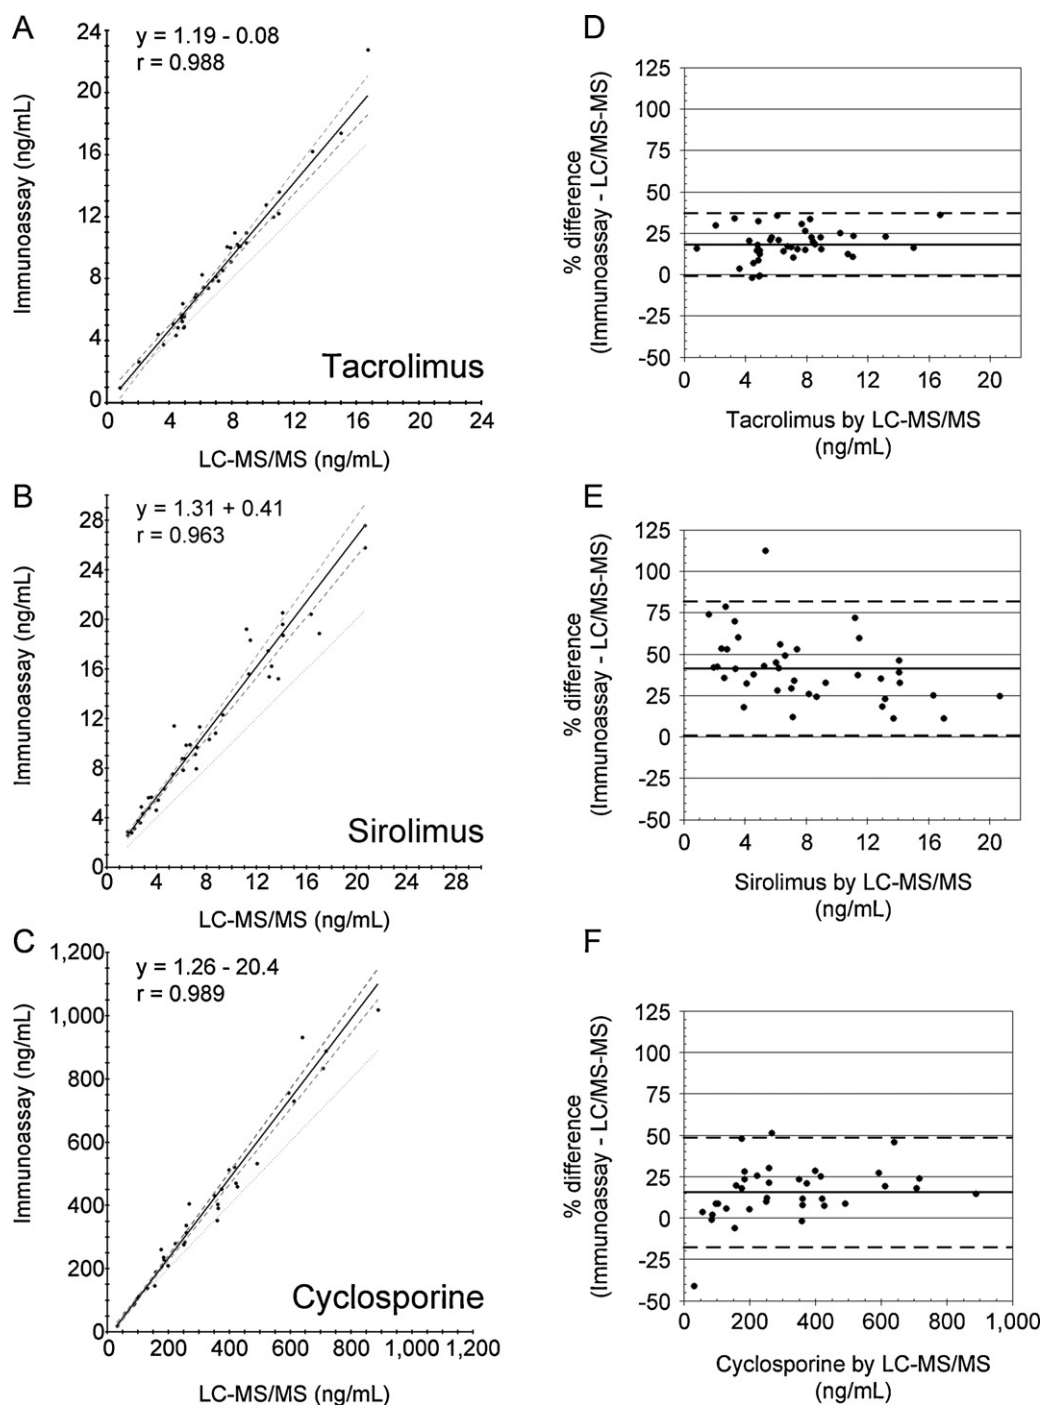 A
y = 1.19 - 0.08
r = 0.988
Immunoassay (ng/mL)
24
20
16
12
8
4
0
Tacrolimus
0 4 8 12 16 20 24
LC-MS/MS (ng/mL)
D
% difference
(Immunoassay - LC/MS-MS)
125
100
75
50
25
0
-25
-50
0 4 8 12 16 20
Tacrolimus by LC-MS/MS
(ng/mL)
B
y = 1.31 + 0.41
r = 0.963
Immunoassay (ng/mL)
28
24
20
16
12
8
4
0
Sirolimus
0 4 8 12 16 20 24 28
LC-MS/MS (ng/mL)
E
% difference
(Immunoassay - LC/MS-MS)
125
100
75
50
25
0
-25
-50
0 4 8 12 16 20
Sirolimus by LC-MS/MS
(ng/mL)
C
y = 1.26 - 20.4
r = 0.989
Immunoassay (ng/mL)
1,200
1,000
800
600
400
200
0
Cyclosporine
0 200 400 600 800 1,000 1,200
LC-MS/MS (ng/mL)
F
% difference
(Immunoassay - LC/MS-MS)
125
100
75
50
25
0
-25
-50
0 200 400 600 800 1,000
Cyclosporine by LC-MS/MS
(ng/mL)